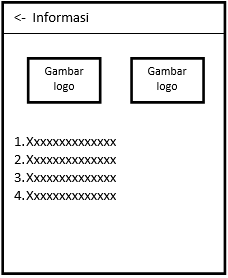 <- Informasi
Gambar logo
Gambar logo
1.Xxxxxxxxxxxxxx
2.Xxxxxxxxxxxxxx
3.Xxxxxxxxxxxxxx
4.Xxxxxxxxxxxxxx